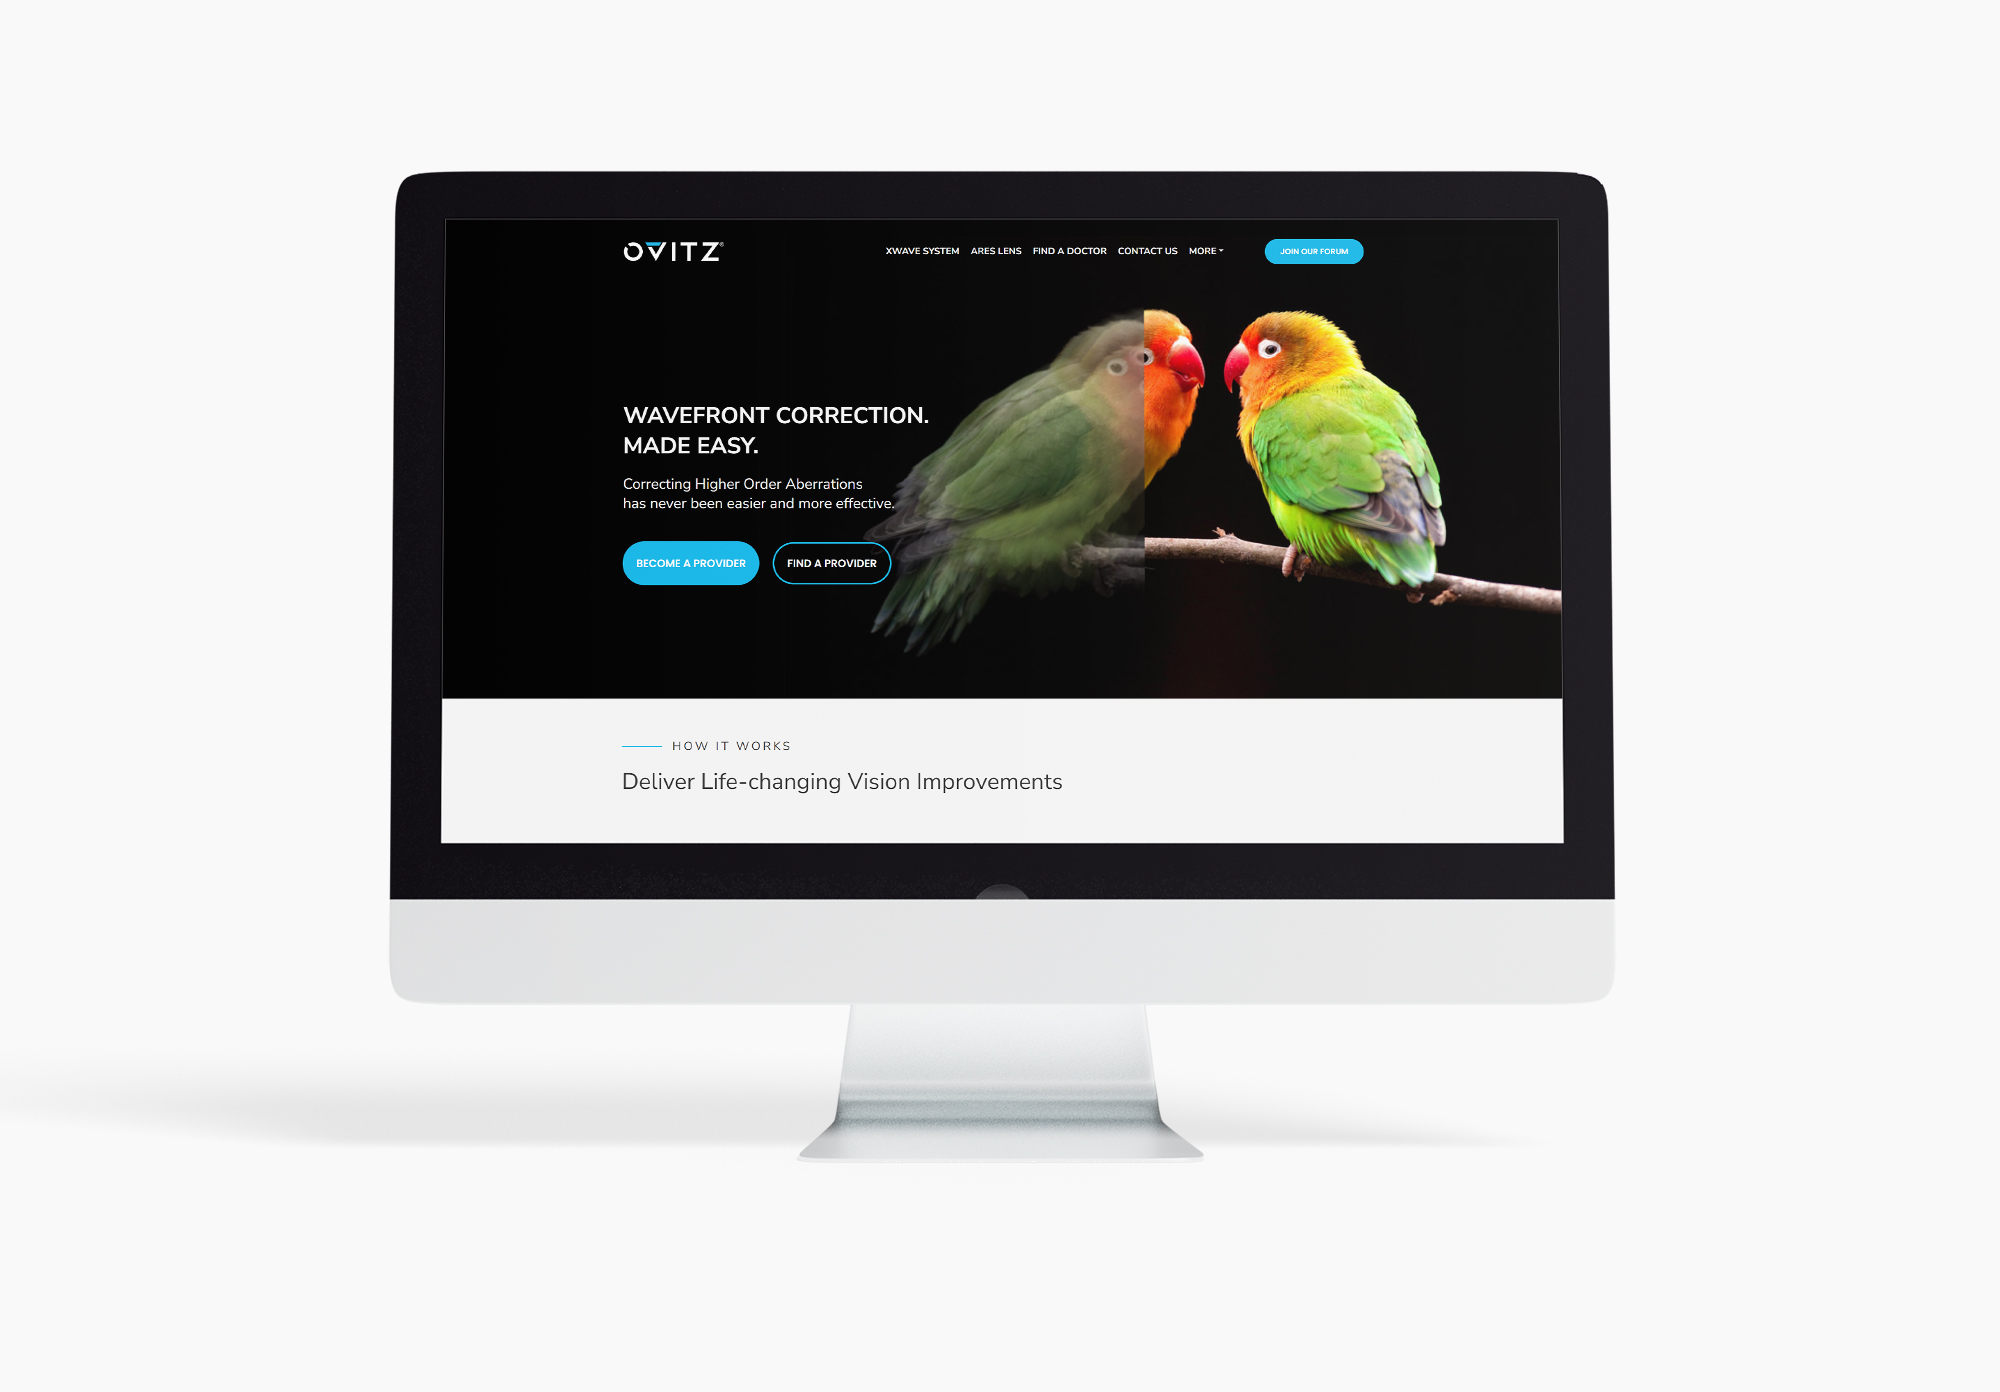 OVITZ®
XWAVE SYSTEM ARES LENS FIND A DOCTOR CONTACT US MORE
JOIN OUR FORUM
WAVEFRONT CORRECTION.
MADE EASY.
Correcting Higher Order Aberrations
has never been easier and more effective.
BECOME A PROVIDER FIND A PROVIDER
HOW IT WORKS
Deliver Life-changing Vision Improvements